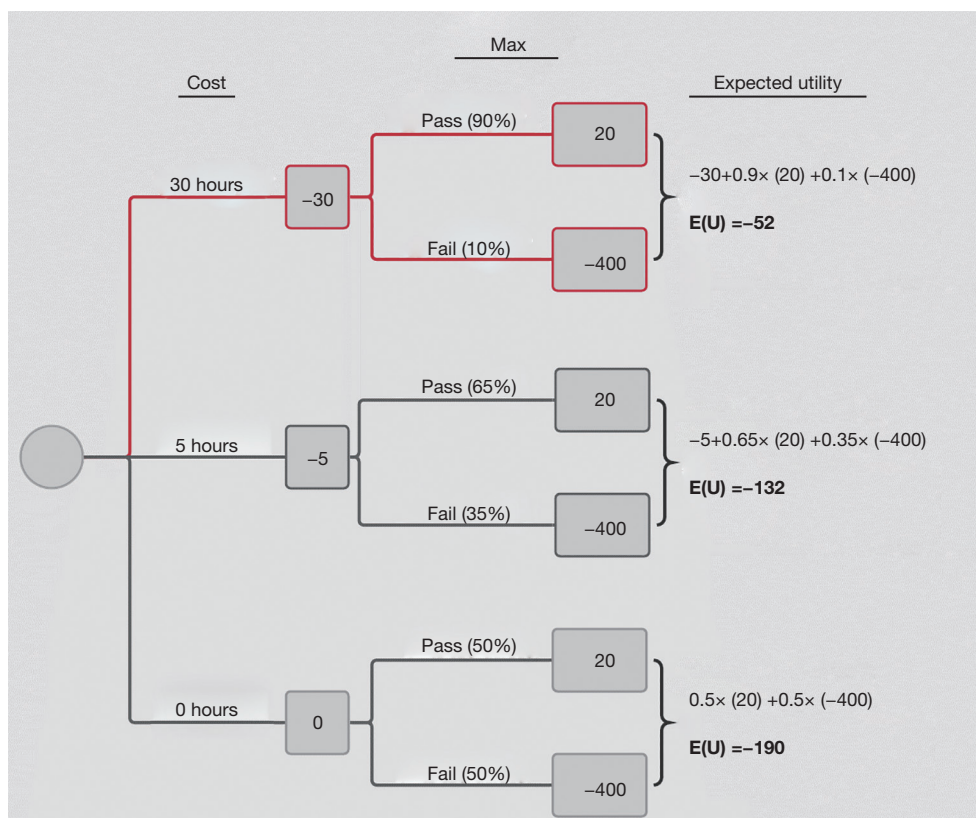 Max
Cost
Expected utility
Pass (90%)
20
30 hours
−30
−30+0.9× (20) +0.1× (−400)
E(U) =−52
Fail (10%)
−400
Pass (65%)
20
5 hours
−5
−5+0.65× (20) +0.35× (−400)
E(U) =−132
Fail (35%)
−400
Pass (50%)
20
0 hours
0
0.5× (20) +0.5× (−400)
E(U) =−190
Fail (50%)
−400